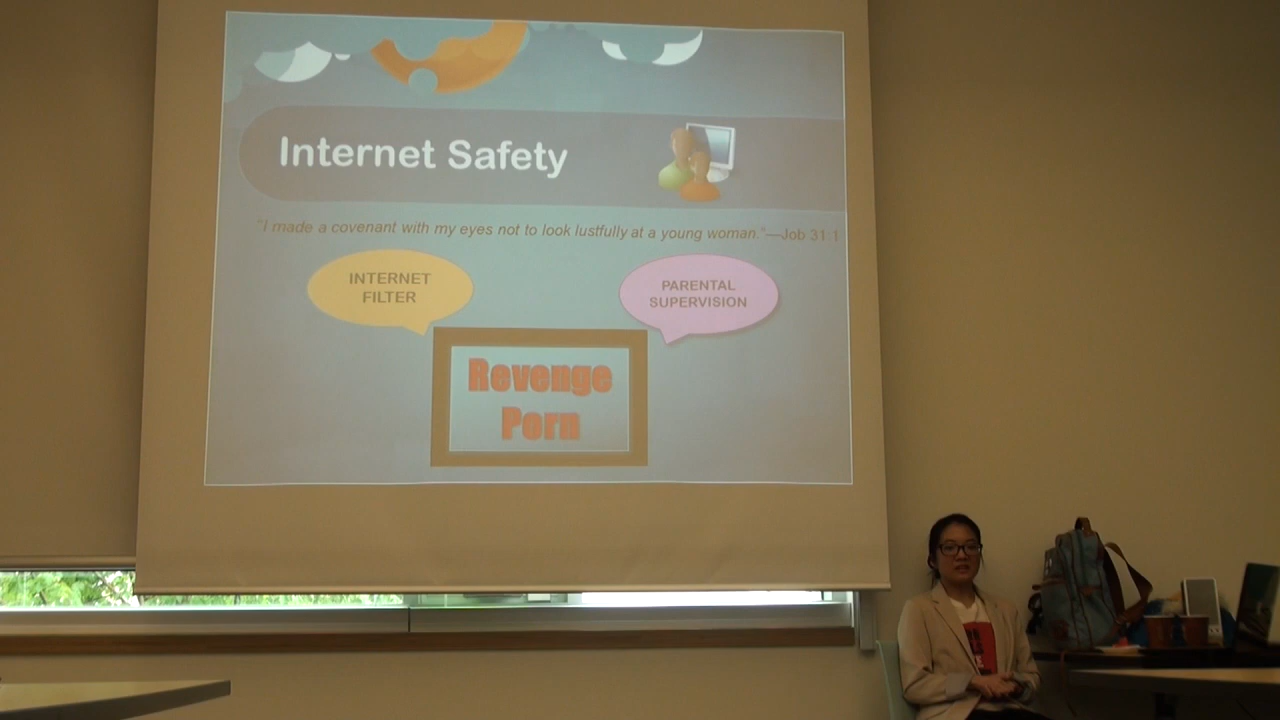 Internet Safety
"I made a covenant with my eyes not to look lustfully at a young woman."—Job 31:1
INTERNET
FILTER
PARENTAL
SUPERVISION
Revenge
Porn